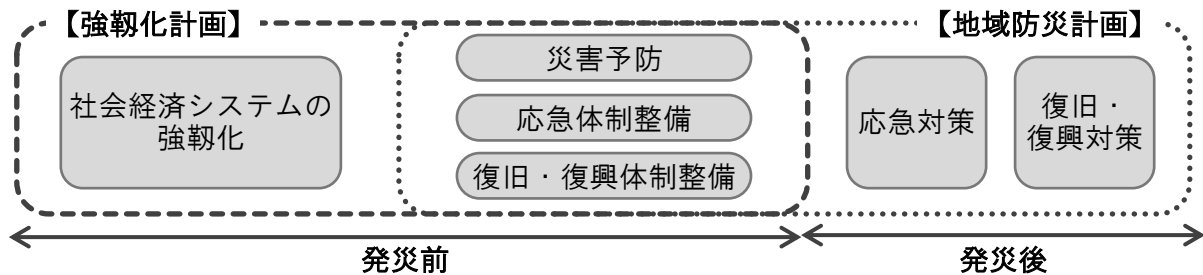 【強靱化計画】
【地域防災計画】
社会経済システムの
強靱化
災害予防
応急体制整備
復旧・復興体制整備
応急対策
復旧・
復興対策
発災前
発災後